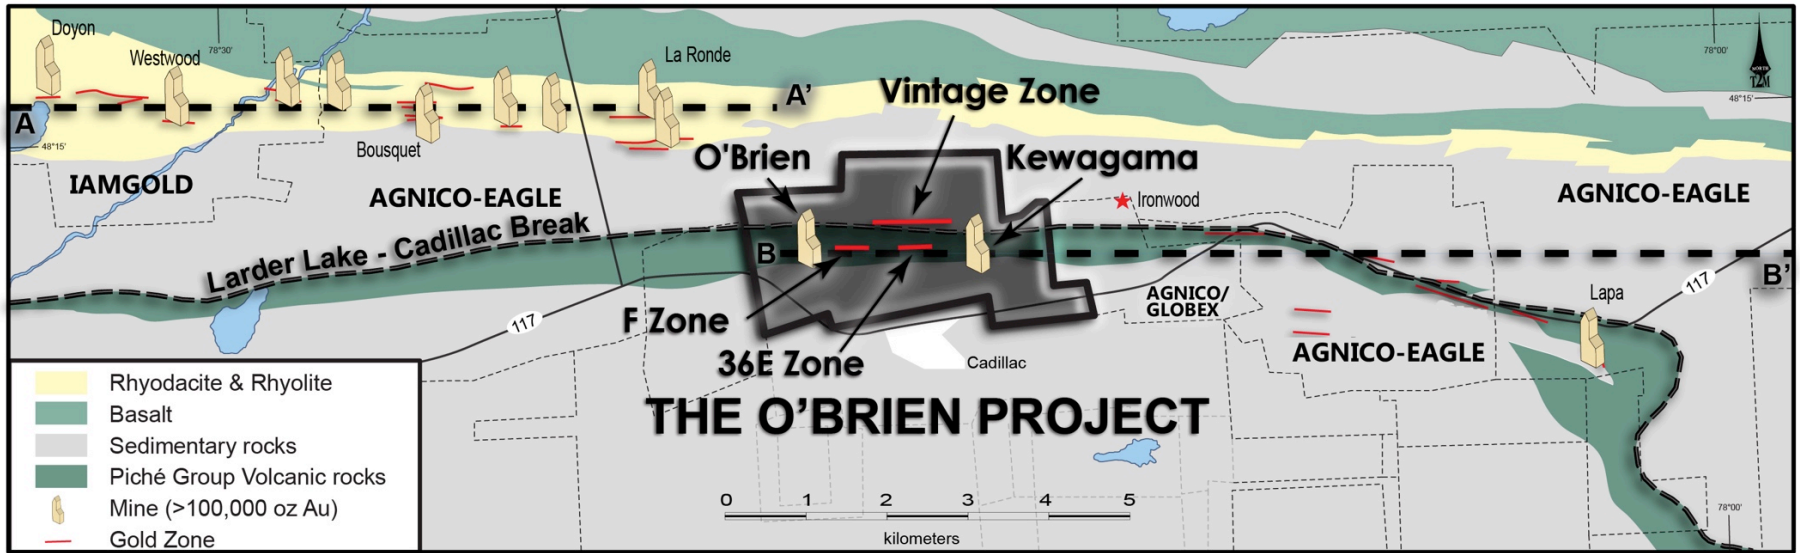 Doyon
78°30'
Westwood
La Ronde
78°00'
NORTH
T2M
Vintage Zone
A'
48°15'
A
48°15'
Bousquet
O'Brien
Kewagama
IAMGOLD
AGNICO-EAGLE
Ironwood
AGNICO-EAGLE
Larder Lake - Cadillac Break
B
B'
117
AGNICO/
GLOBEX
Lapa
117
F Zone
36E Zone
Cadillac
AGNICO-EAGLE
THE O'BRIEN PROJECT
Rhyodacite & Rhyolite
Basalt
Sedimentary rocks
Piché Group Volcanic rocks
Mine (>100,000 oz Au)
Gold Zone
0 1 2 3 4 5
kilometers
78°00'